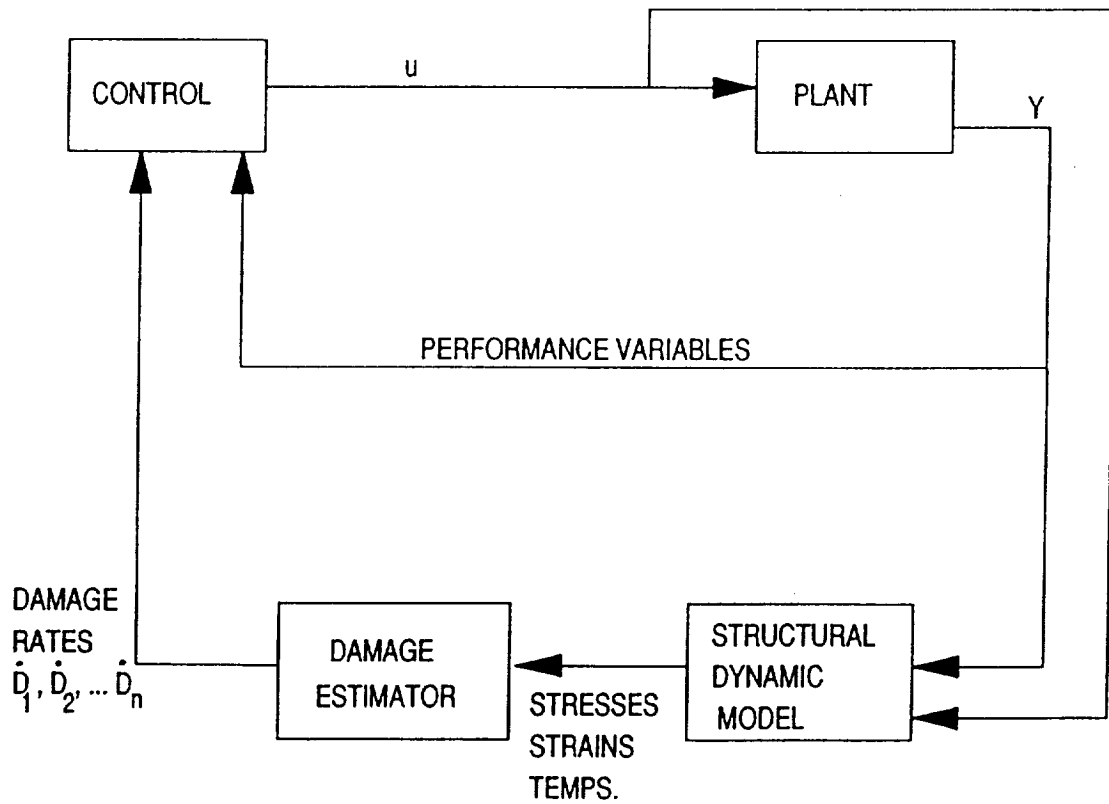 CONTROL
u
PLANT
Y
PERFORMANCE VARIABLES
DAMAGE
RATES
Ḋ1, Ḋ2, ... Ḋn
DAMAGE
ESTIMATOR
STRESSES
STRAINS
TEMPS.
STRUCTURAL
DYNAMIC
MODEL